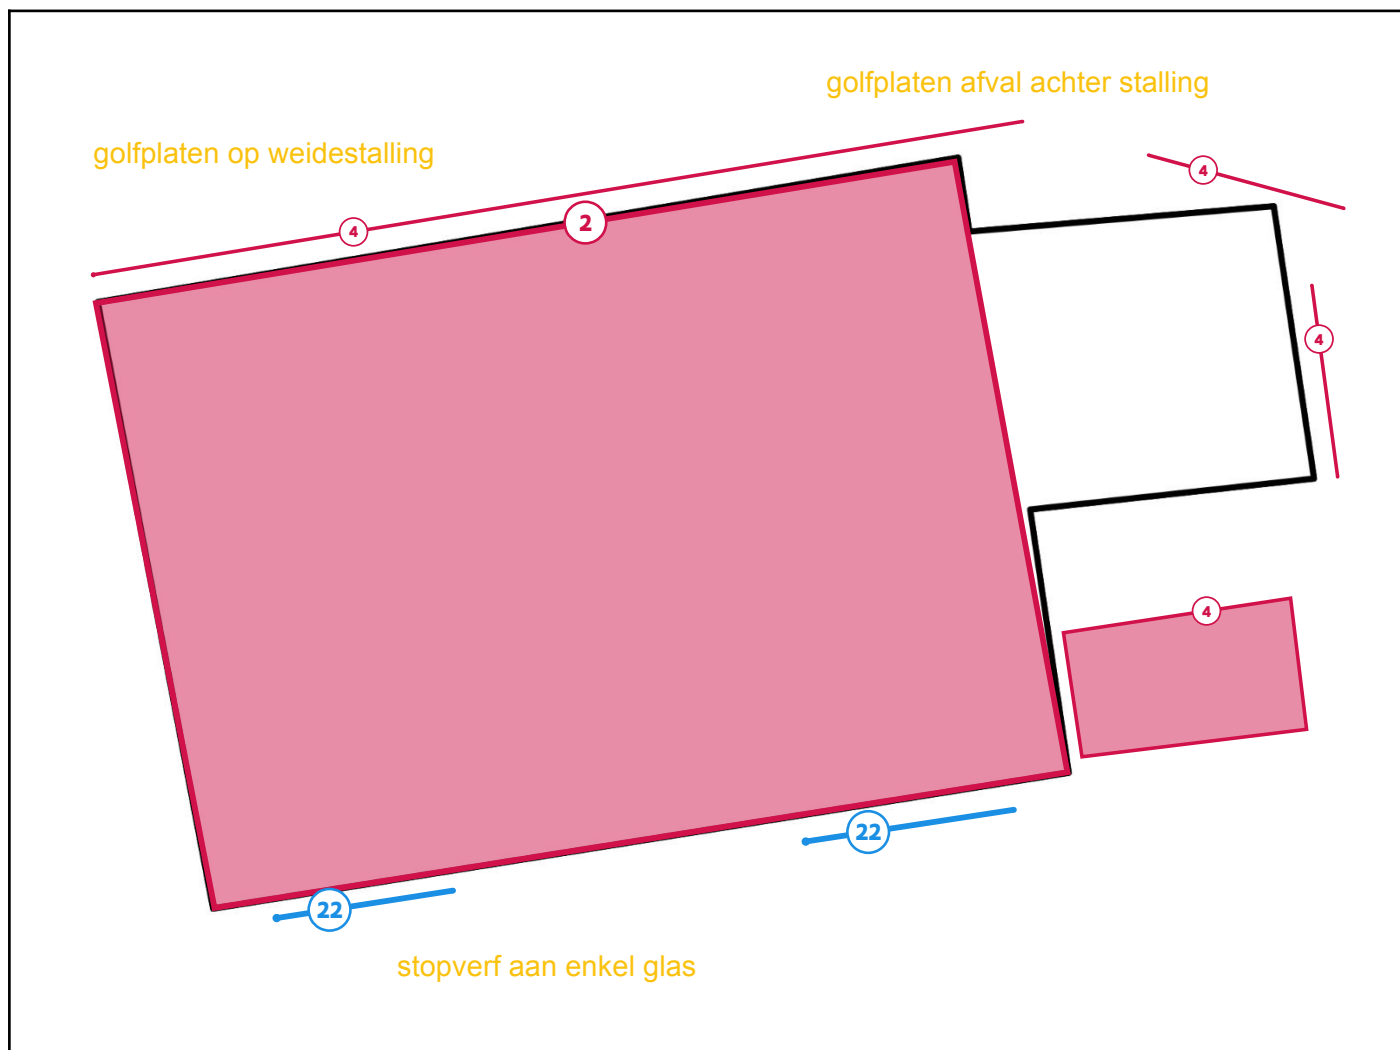 golfplaten afval achter stalling
golfplaten op weidestalling
4
4
2
4
4
22
22
stopverf aan enkel glas